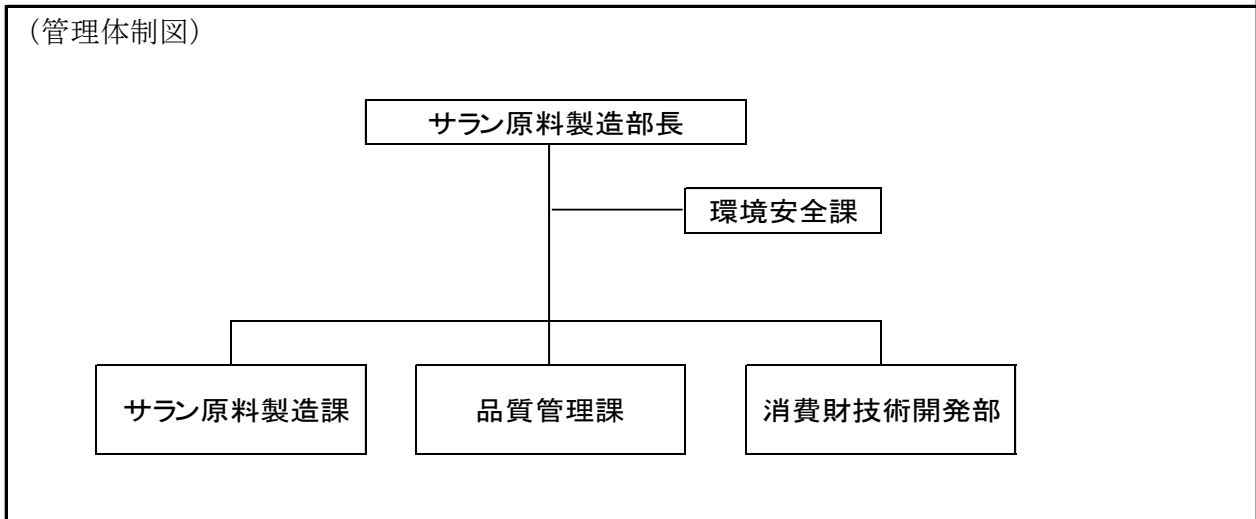 （管理体制図）
サラン原料製造部長
環境安全課
サラン原料製造課
品質管理課
消費財技術開発部